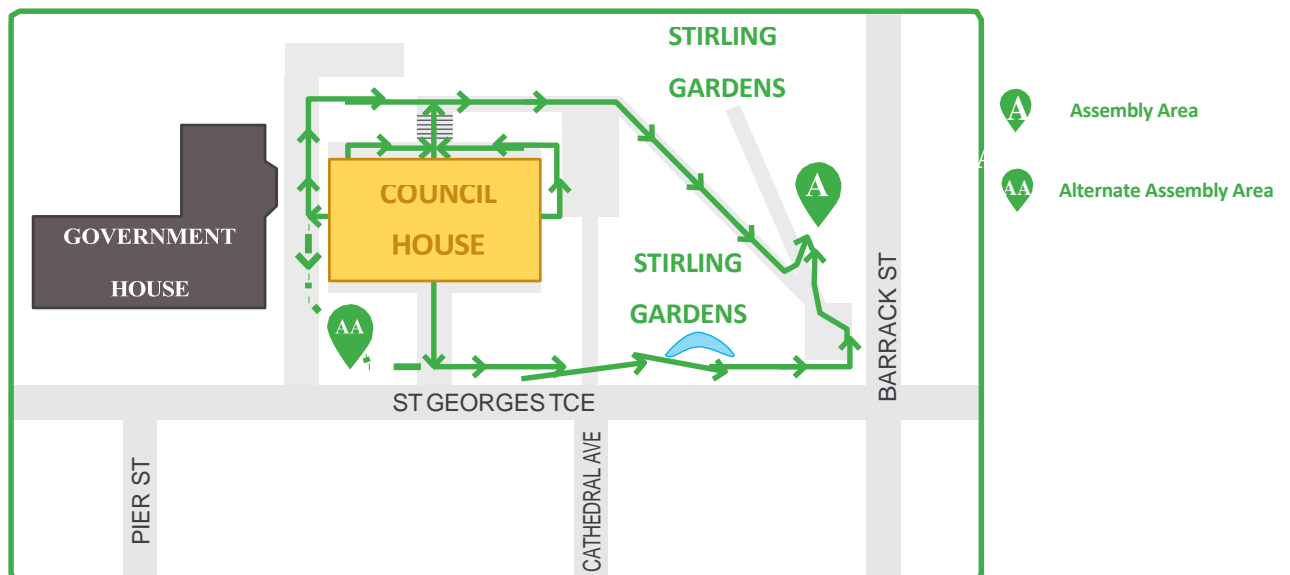 STIRLING
GARDENS
A
Assembly Area
A
AA
Alternate Assembly Area
A
COUNCIL
HOUSE
GOVERNMENT
HOUSE
STIRLING
GARDENS
BARRACK ST
AA
ST GEORGES TCE
PIER ST
CATHEDRAL AVE